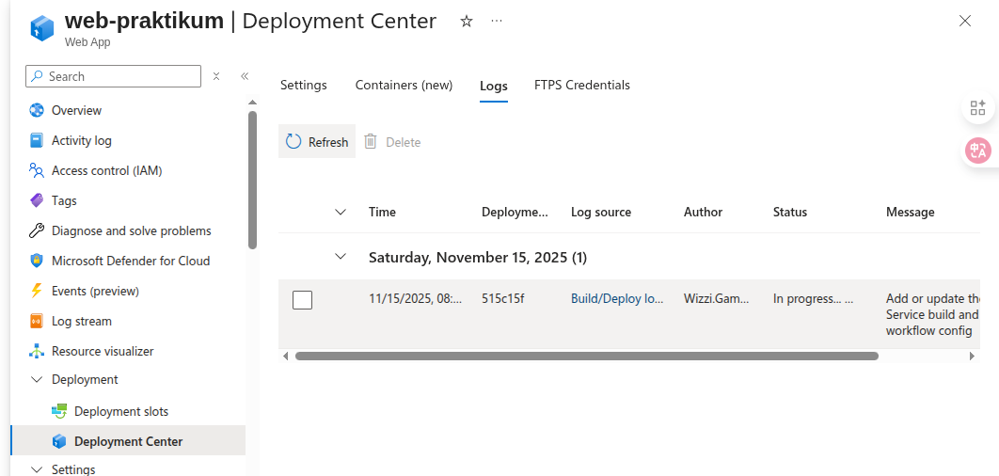 web-praktikum | Deployment Center
Web App
Search
Overview
Activity log
Access control (IAM)
Tags
Diagnose and solve problems
Microsoft Defender for Cloud
Events (preview)
Log stream
Resource visualizer
Deployment
Deployment slots
Deployment Center
Settings
Settings Containers (new) Logs FTPS Credentials
Refresh Delete
Time Deployme... Log source Author Status Message
Saturday, November 15, 2025 (1)
11/15/2025, 08:... 515c15f Build/Deploy lo... Wizzi.Gam... In progress... ... Add or update the
Service build and
workflow config